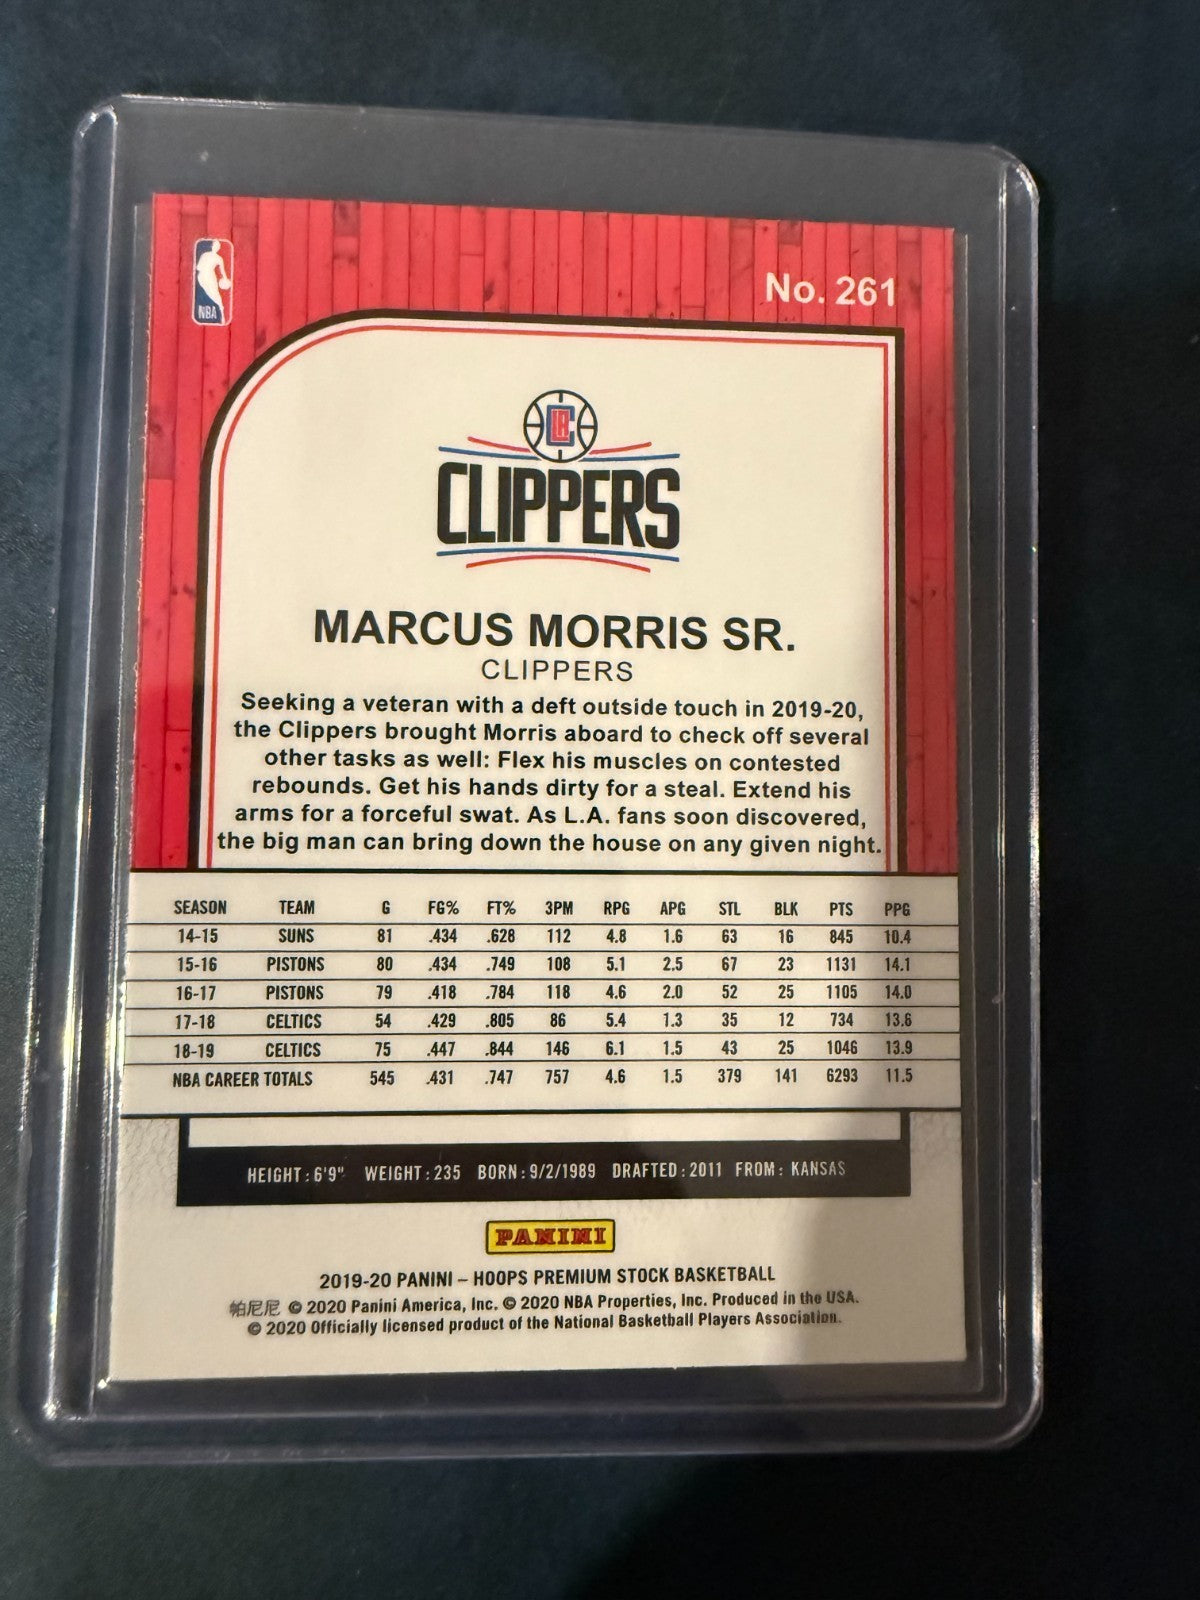 NBA
No. 261
LAC
CLIPPERS
MARCUS MORRIS SR.
CLIPPERS
Seeking a veteran with a deft outside touch in 2019-20,
the Clippers brought Morris aboard to check off several
other tasks as well: Flex his muscles on contested
rebounds. Get his hands dirty for a steal. Extend his
arms for a forceful swat. As L.A. fans soon discovered,
the big man can bring down the house on any given night.
SEASON TEAM G FG% FT% 3PM RPG APG STL BLK PTS PPG
14-15 SUNS 81 .434 .628 112 4.8 1.6 63 16 845 10.4
15-16 PISTONS 80 .434 .749 108 5.1 2.5 67 23 1131 14.1
16-17 PISTONS 79 .418 .784 118 4.6 2.0 52 25 1105 14.0
17-18 CELTICS 54 .429 .805 86 5.4 1.3 35 12 734 13.6
18-19 CELTICS 75 .447 .844 146 6.1 1.5 43 25 1046 13.9
NBA CAREER TOTALS 545 .431 .747 757 4.6 1.5 379 141 6293 11.5
HEIGHT: 6'9" WEIGHT: 235 BORN: 9/2/1989 DRAFTED: 2011 FROM: KANSAS
PANINI
2019-20 PANINI – HOOPS PREMIUM STOCK BASKETBALL
帕尼尼 © 2020 Panini America, Inc. © 2020 NBA Properties, Inc. Produced in the USA.
© 2020 Officially licensed product of the National Basketball Players Association.